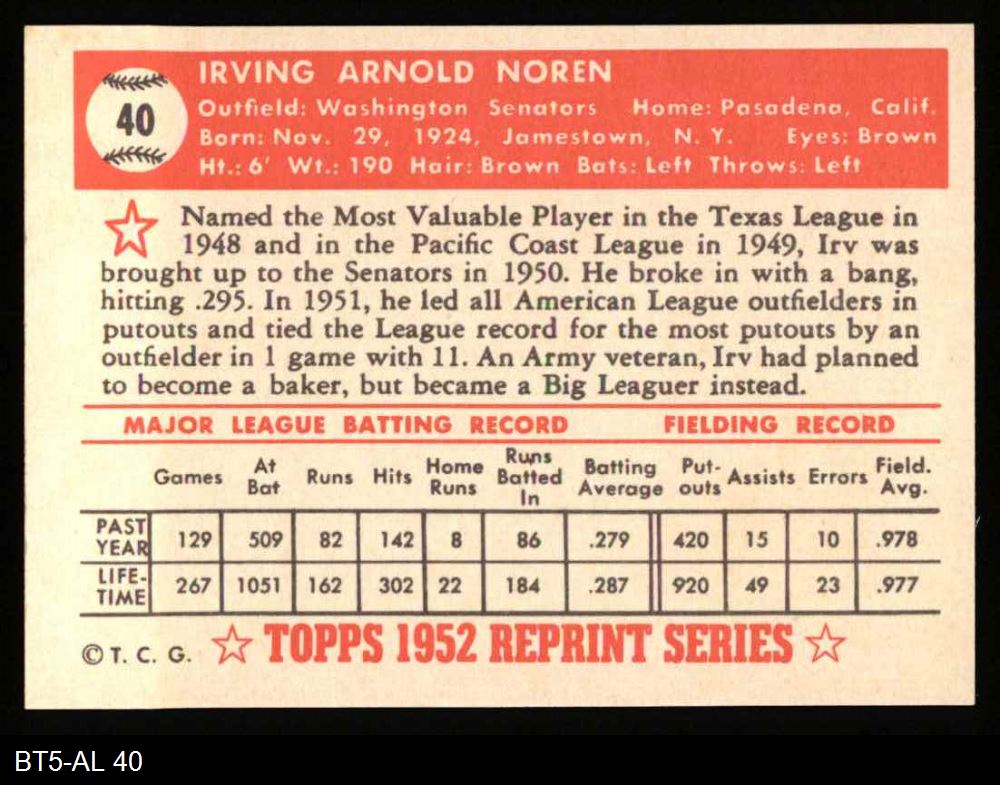 40
IRVING ARNOLD NOREN
Outfield: Washington Senators Home: Pasadena, Calif.
Born: Nov. 29, 1924, Jamestown, N. Y. Eyes: Brown
Ht.: 6' Wt.: 190 Hair: Brown Bats: Left Throws: Left
Named the Most Valuable Player in the Texas League in
1948 and in the Pacific Coast League in 1949, Irv was
brought up to the Senators in 1950. He broke in with a bang,
hitting .295. In 1951, he led all American League outfielders in
putouts and tied the League record for the most putouts by an
outfielder in 1 game with 11. An Army veteran, Irv had planned
to become a baker, but became a Big Leaguer instead.
MAJOR LEAGUE BATTING RECORD FIELDING RECORD
Games At Bat Runs Hits Home Runs Runs Batted In Batting Average Put-outs Assists Errors Field. Avg.
PAST YEAR 129 509 82 142 8 86 .279 420 15 10 .978
LIFE-TIME 267 1051 162 302 22 184 .287 920 49 23 .977
© T. C. G. TOPPS 1952 REPRINT SERIES
BT5-AL 40